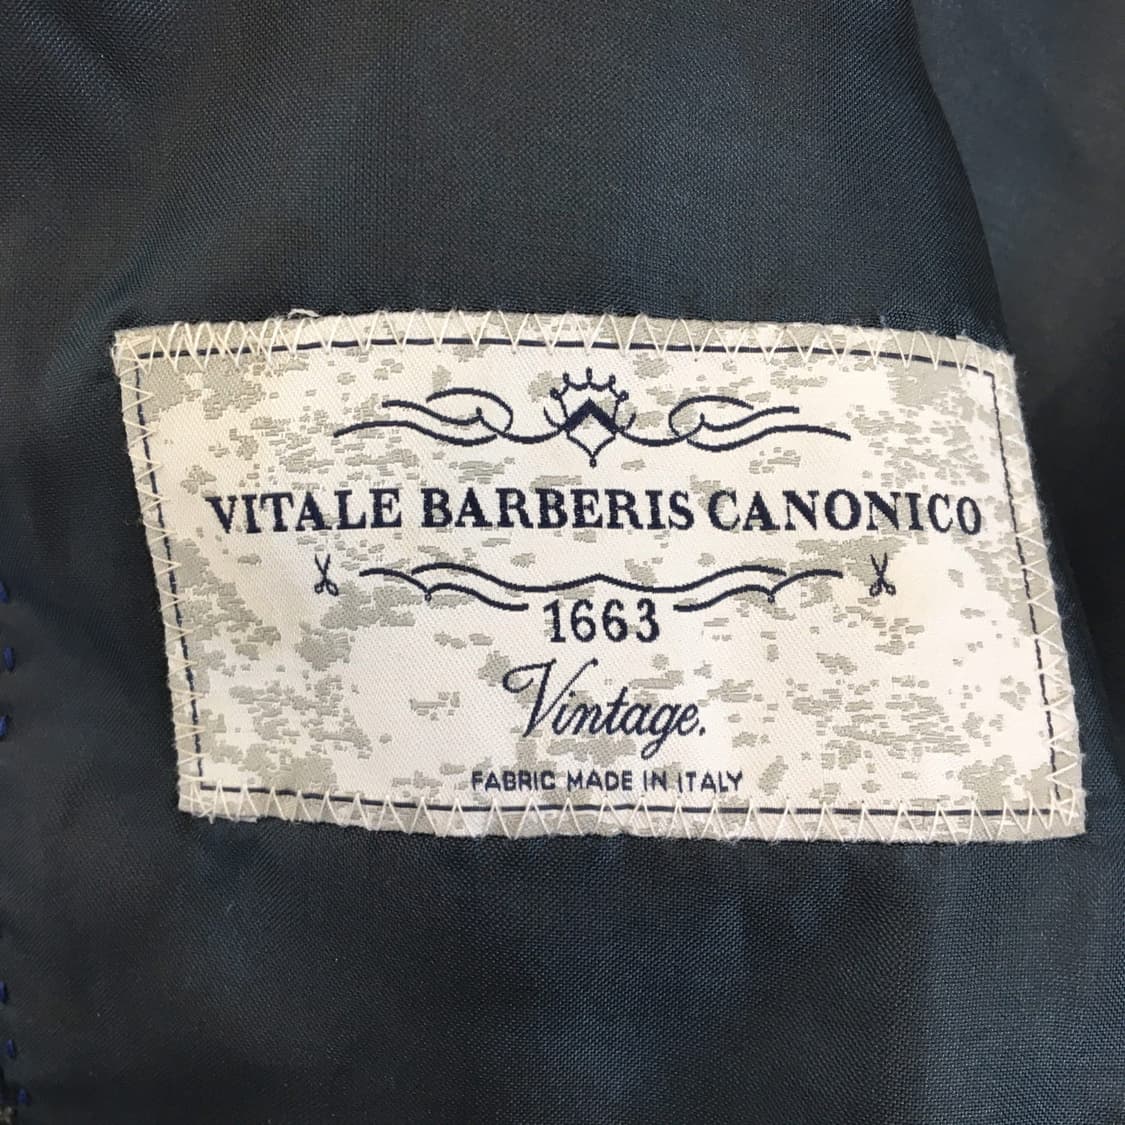 VITALE BARBERIS CANONICO
1663
Vintage.
FABRIC MADE IN ITALY